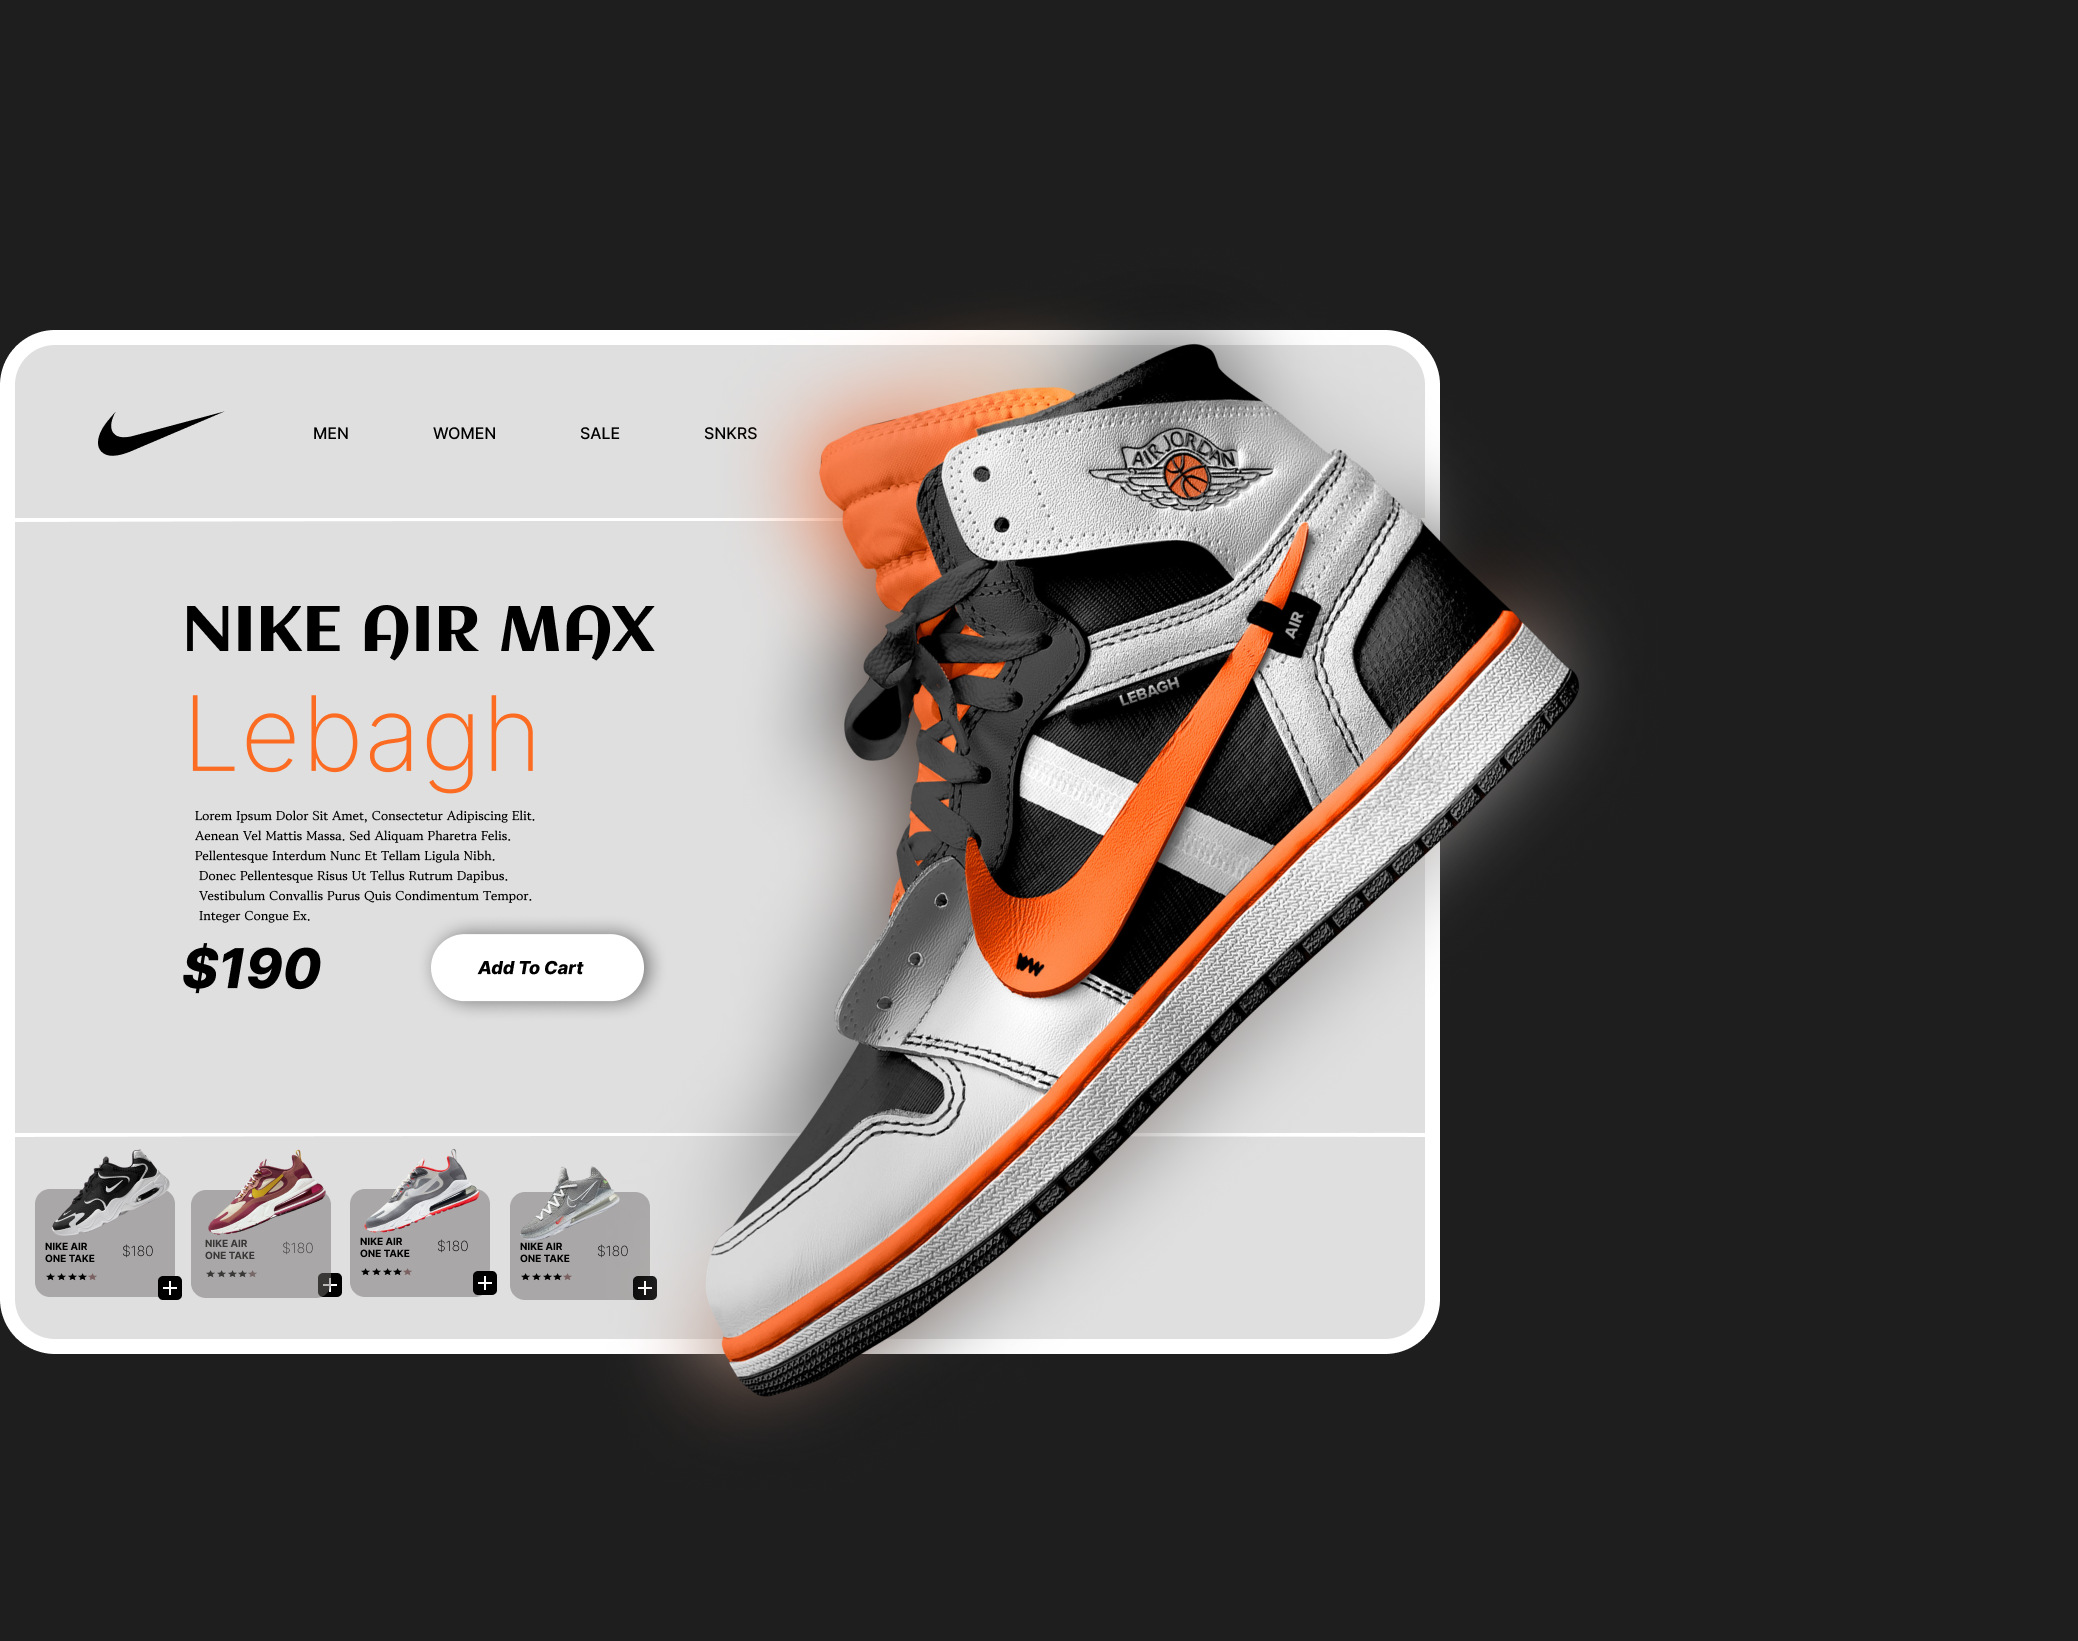 MEN
WOMEN
SALE
SNKRS
AIR JORDAN
AIR
LEBAGH
NIKE AIR MAX
Lebagh
Lorem Ipsum Dolor Sit Amet, Consectetur Adipiscing Elit.
Aenean Vel Mattis Massa. Sed Aliquam Pharetra Felis.
Pellentesque Interdum Nunc Et Tellam Ligula Nibh.
Donec Pellentesque Risus Ut Tellus Rutrum Dapibus.
Vestibulum Convallis Purus Quis Condimentum Tempor.
Integer Congue Ex.
$190
Add To Cart
NIKE AIR
ONE TAKE
$180
NIKE AIR
ONE TAKE
$180
NIKE AIR
ONE TAKE
$180
NIKE AIR
ONE TAKE
$180